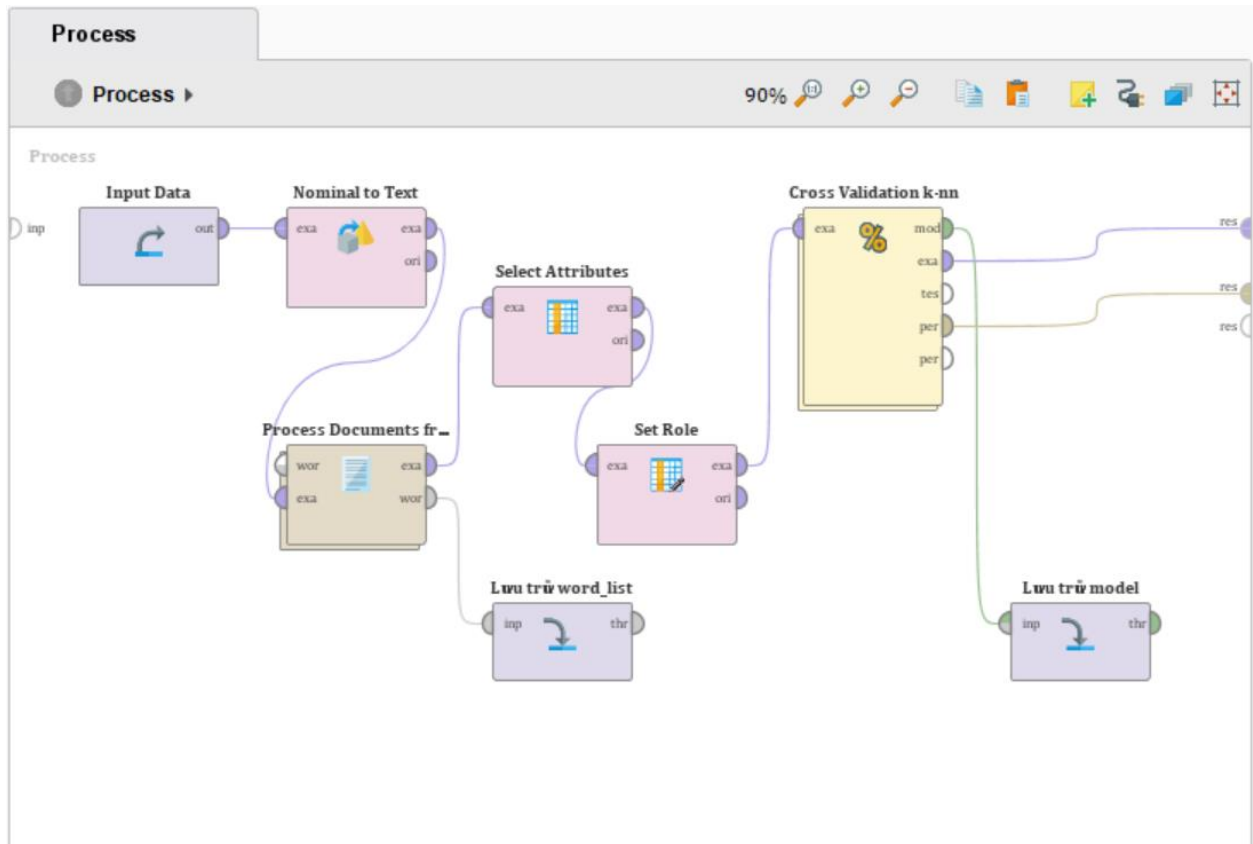 Process
Process
90%
Process
Input Data
Nominal to Text
Cross Validation k-nn
inp
out
exa
exa
ori
exa
mod
exa
tes
per
per
res
res
res
Select Attributes
exa
exa
ori
Process Documents fr...
wor
exa
exa
wor
Set Role
exa
exa
ori
Lưu trữ word_list
inp
thr
Lưu trữ model
inp
thr